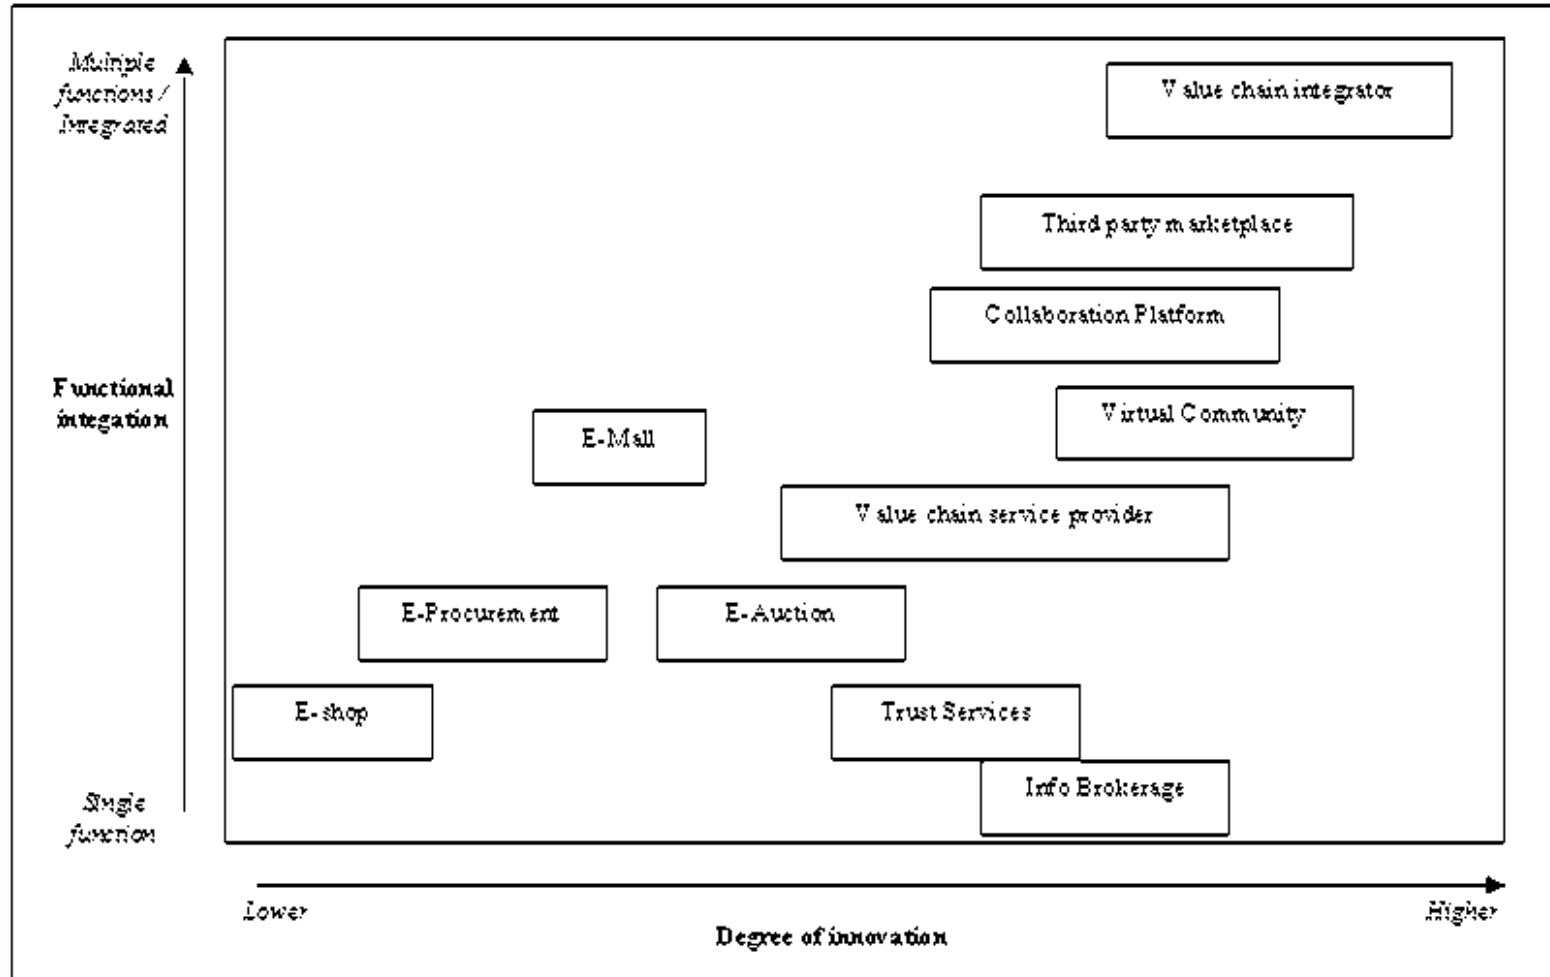 Multiple
functions /
Integrated
Value chain integrator
Third party marketplace
Collaboration Platform
Functional
integation
Virtual Community
E-Mall
Value chain service provider
E-Procurement
E-Auction
E-shop
Trust Services
Info Brokerage
Single
function
Lower
Higher
Degree of innovation